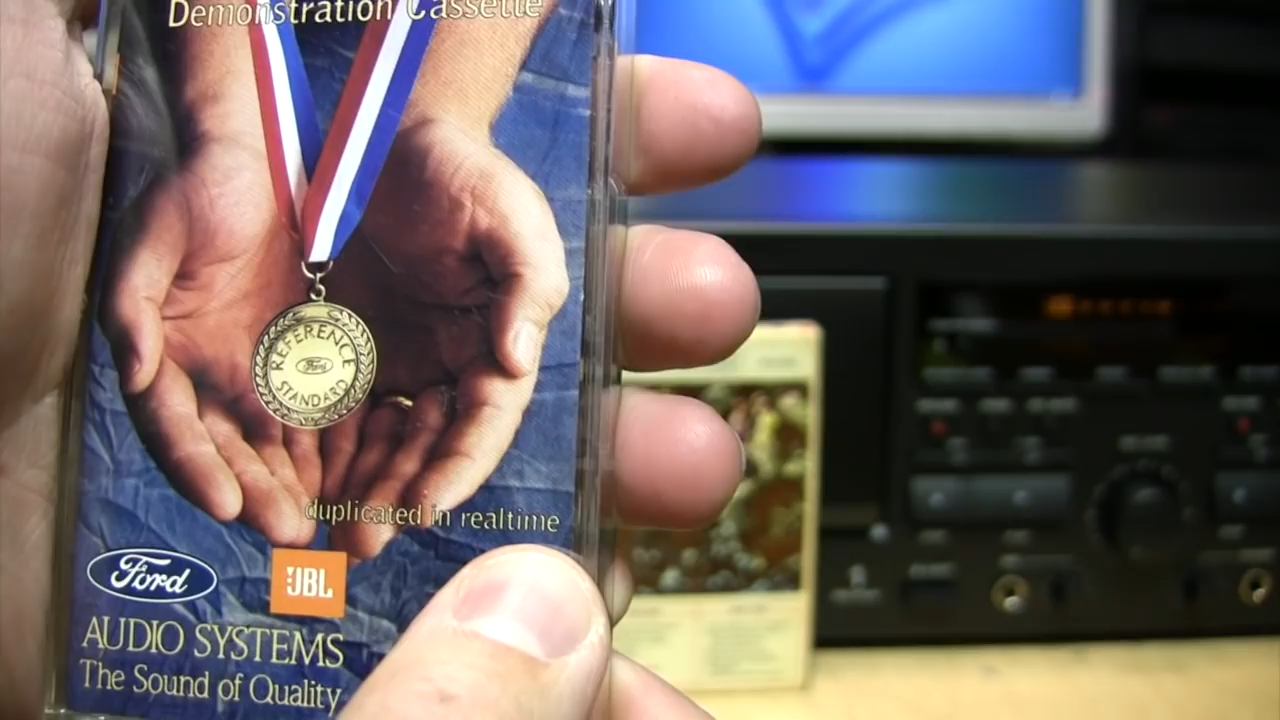 Demonstration Cassette
REFERENCE
Ford
STANDARD
duplicated in realtime
Ford
JBL
AUDIO SYSTEMS
The Sound of Quality